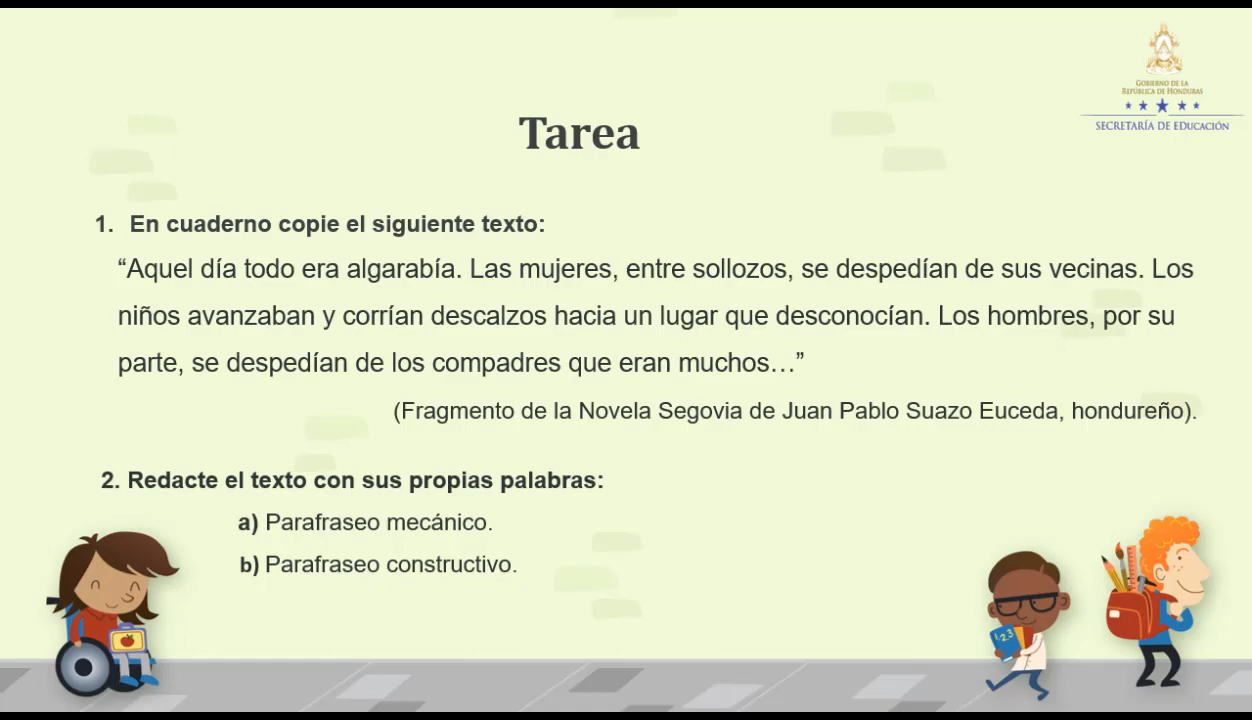 GOBIERNO DE LA
REPÚBLICA DE HONDURAS
SECRETARÍA DE EDUCACIÓN
Tarea
1. En cuaderno copie el siguiente texto:
“Aquel día todo era algarabía. Las mujeres, entre sollozos, se despedían de sus vecinas. Los
niños avanzaban y corrían descalzos hacia un lugar que desconocían. Los hombres, por su
parte, se despedían de los compadres que eran muchos…”
(Fragmento de la Novela Segovia de Juan Pablo Suazo Euceda, hondureño).
2. Redacte el texto con sus propias palabras:
a) Parafraseo mecánico.
b) Parafraseo constructivo.
1,2,3